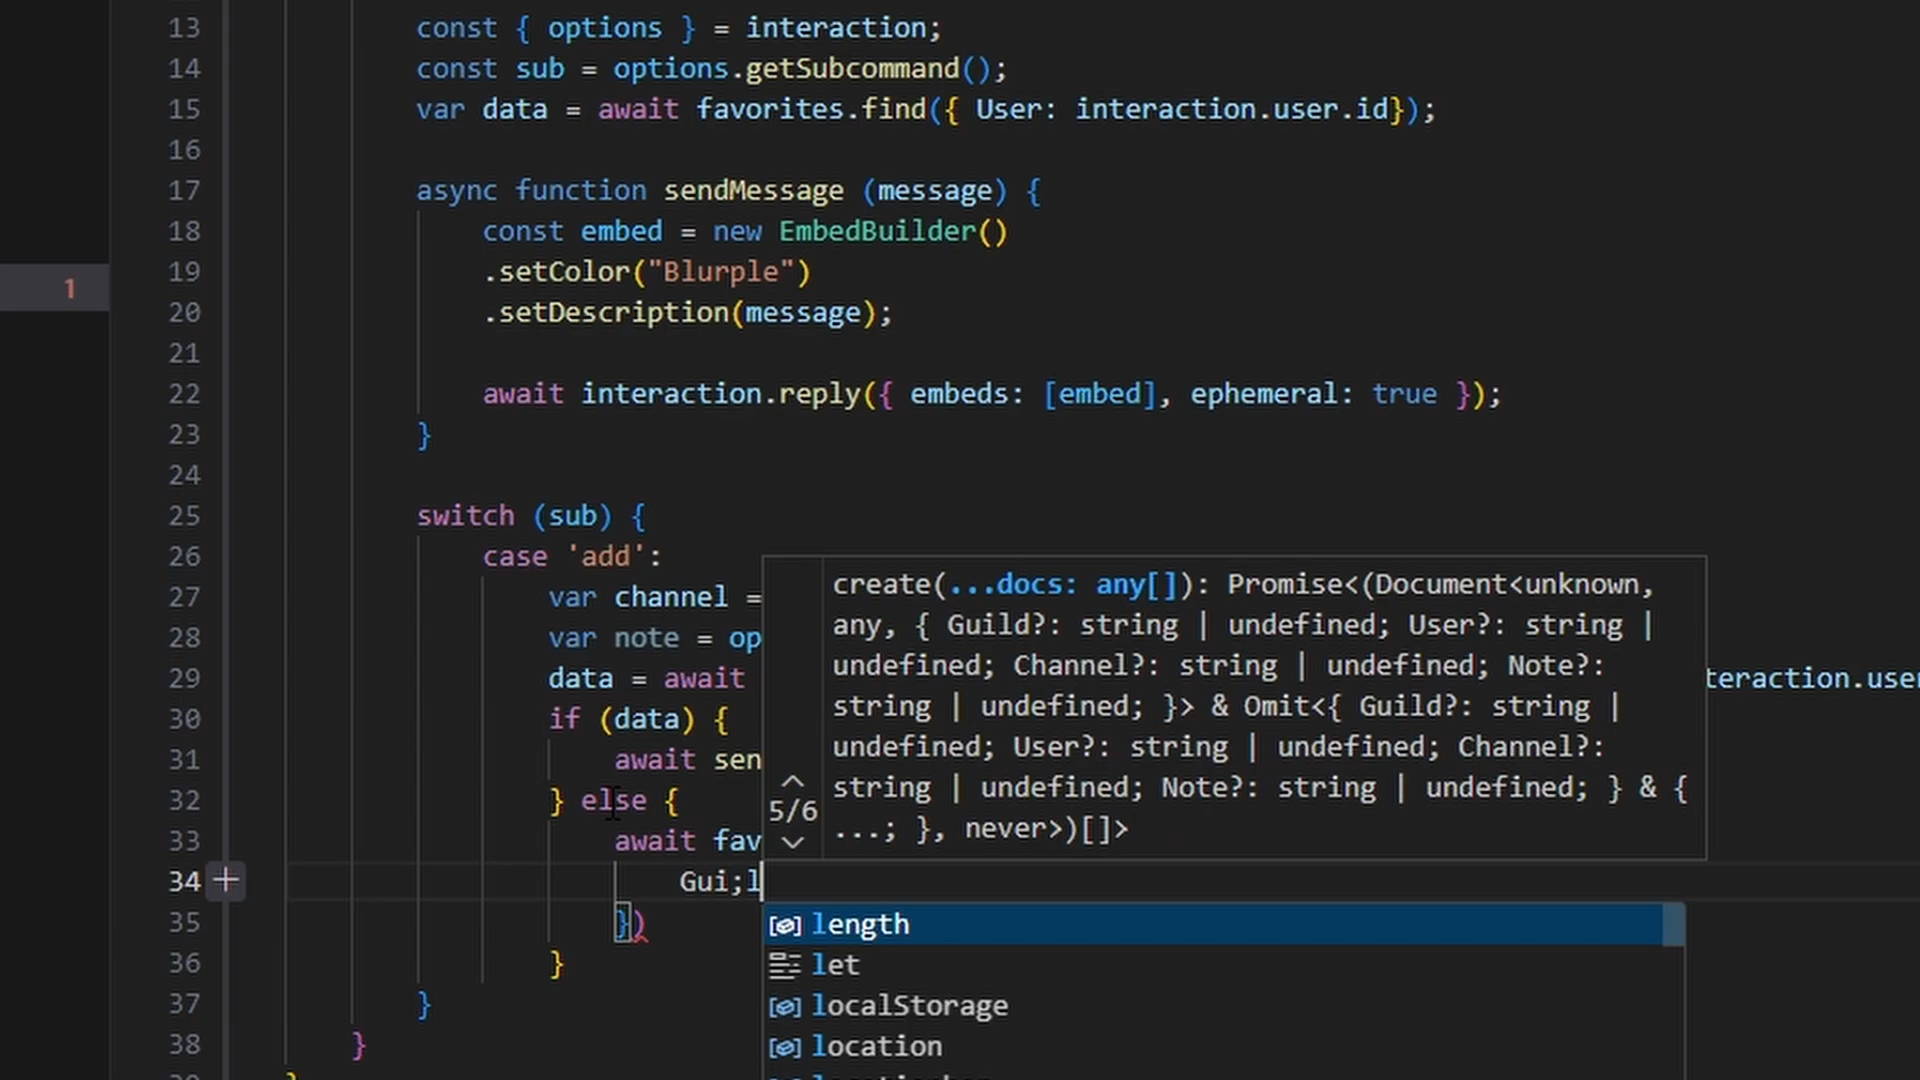 13 const { options } = interaction;
14 const sub = options.getSubcommand();
15 var data = await favorites.find({ User: interaction.user.id});
16
17 async function sendMessage (message) {
18 const embed = new EmbedBuilder()
1
19 .setColor("Blurple")
20 .setDescription(message);
21
22 await interaction.reply({ embeds: [embed], ephemeral: true });
23 }
24
25 switch (sub) {
26 case 'add':
27 var channel =
28 var note = op
29 data = await
30 if (data) {
31 await sen
32 } else {
33 await fav
34 Gui;l
35 })
36 }
37 }
38 }
create(...docs: any[]): Promise<(Document<unknown,
any, { Guild?: string | undefined; User?: string |
undefined; Channel?: string | undefined; Note?:
string | undefined; }> & Omit<{ Guild?: string |
undefined; User?: string | undefined; Channel?:
string | undefined; Note?: string | undefined; } & {
...; }, never>)[]>
5/6
teraction.user
length
let
localStorage
location